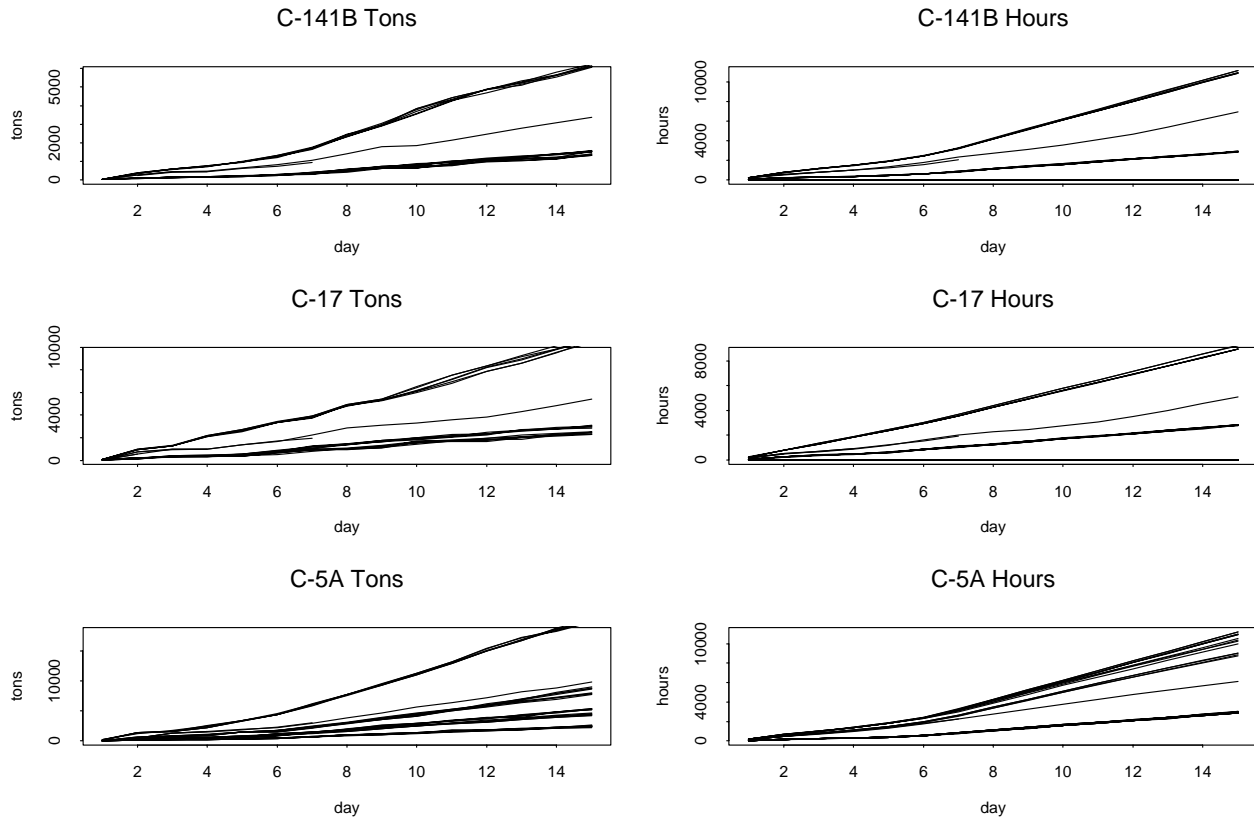 C-141B Tons
tons
0
2000
5000
2 4 6 8 10 12 14
day
C-141B Hours
hours
0
4000
10000
2 4 6 8 10 12 14
day
C-17 Tons
tons
0
4000
10000
2 4 6 8 10 12 14
day
C-17 Hours
hours
0
4000
8000
2 4 6 8 10 12 14
day
C-5A Tons
tons
0
10000
2 4 6 8 10 12 14
day
C-5A Hours
hours
0
4000
10000
2 4 6 8 10 12 14
day